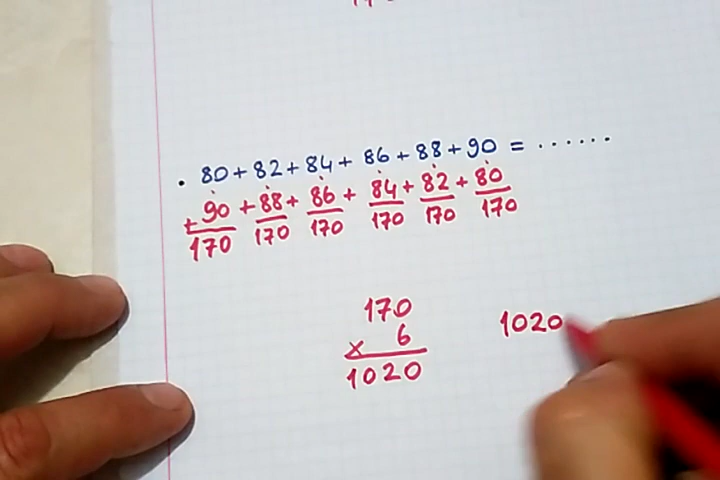 . 80+82+84+86+88+90 = ......
+90+88+86+84+82+80
170 170 170 170 170 170
170
x 6
1020
1020